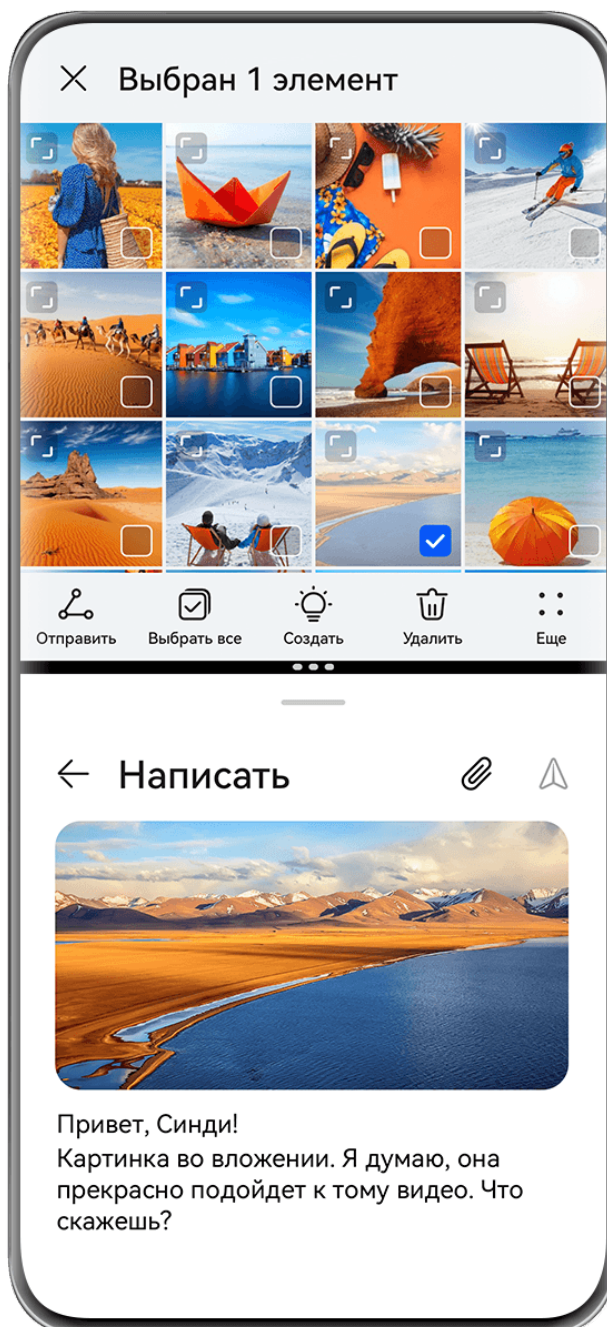 Выбран 1 элемент
Отправить
Выбрать все
Создать
Удалить
Еще
Написать
Привет, Синди!
Картинка во вложении. Я думаю, она
прекрасно подойдет к тому видео. Что
скажешь?